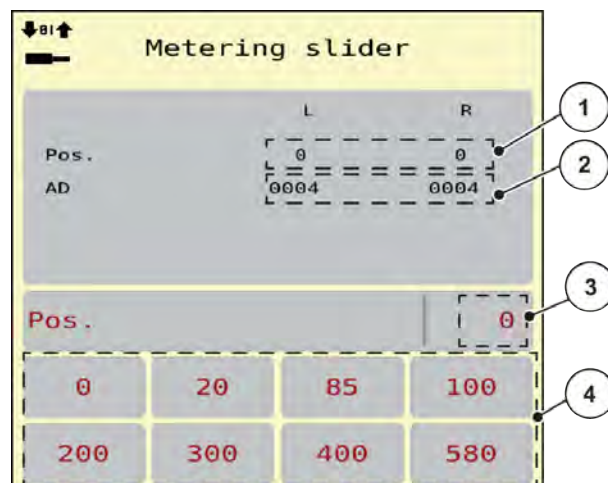 Metering slider
L R
1
Pos. 0 0
2
AD 0004 0004
3
Pos. 0
0 20 85 100
4
200 300 400 580